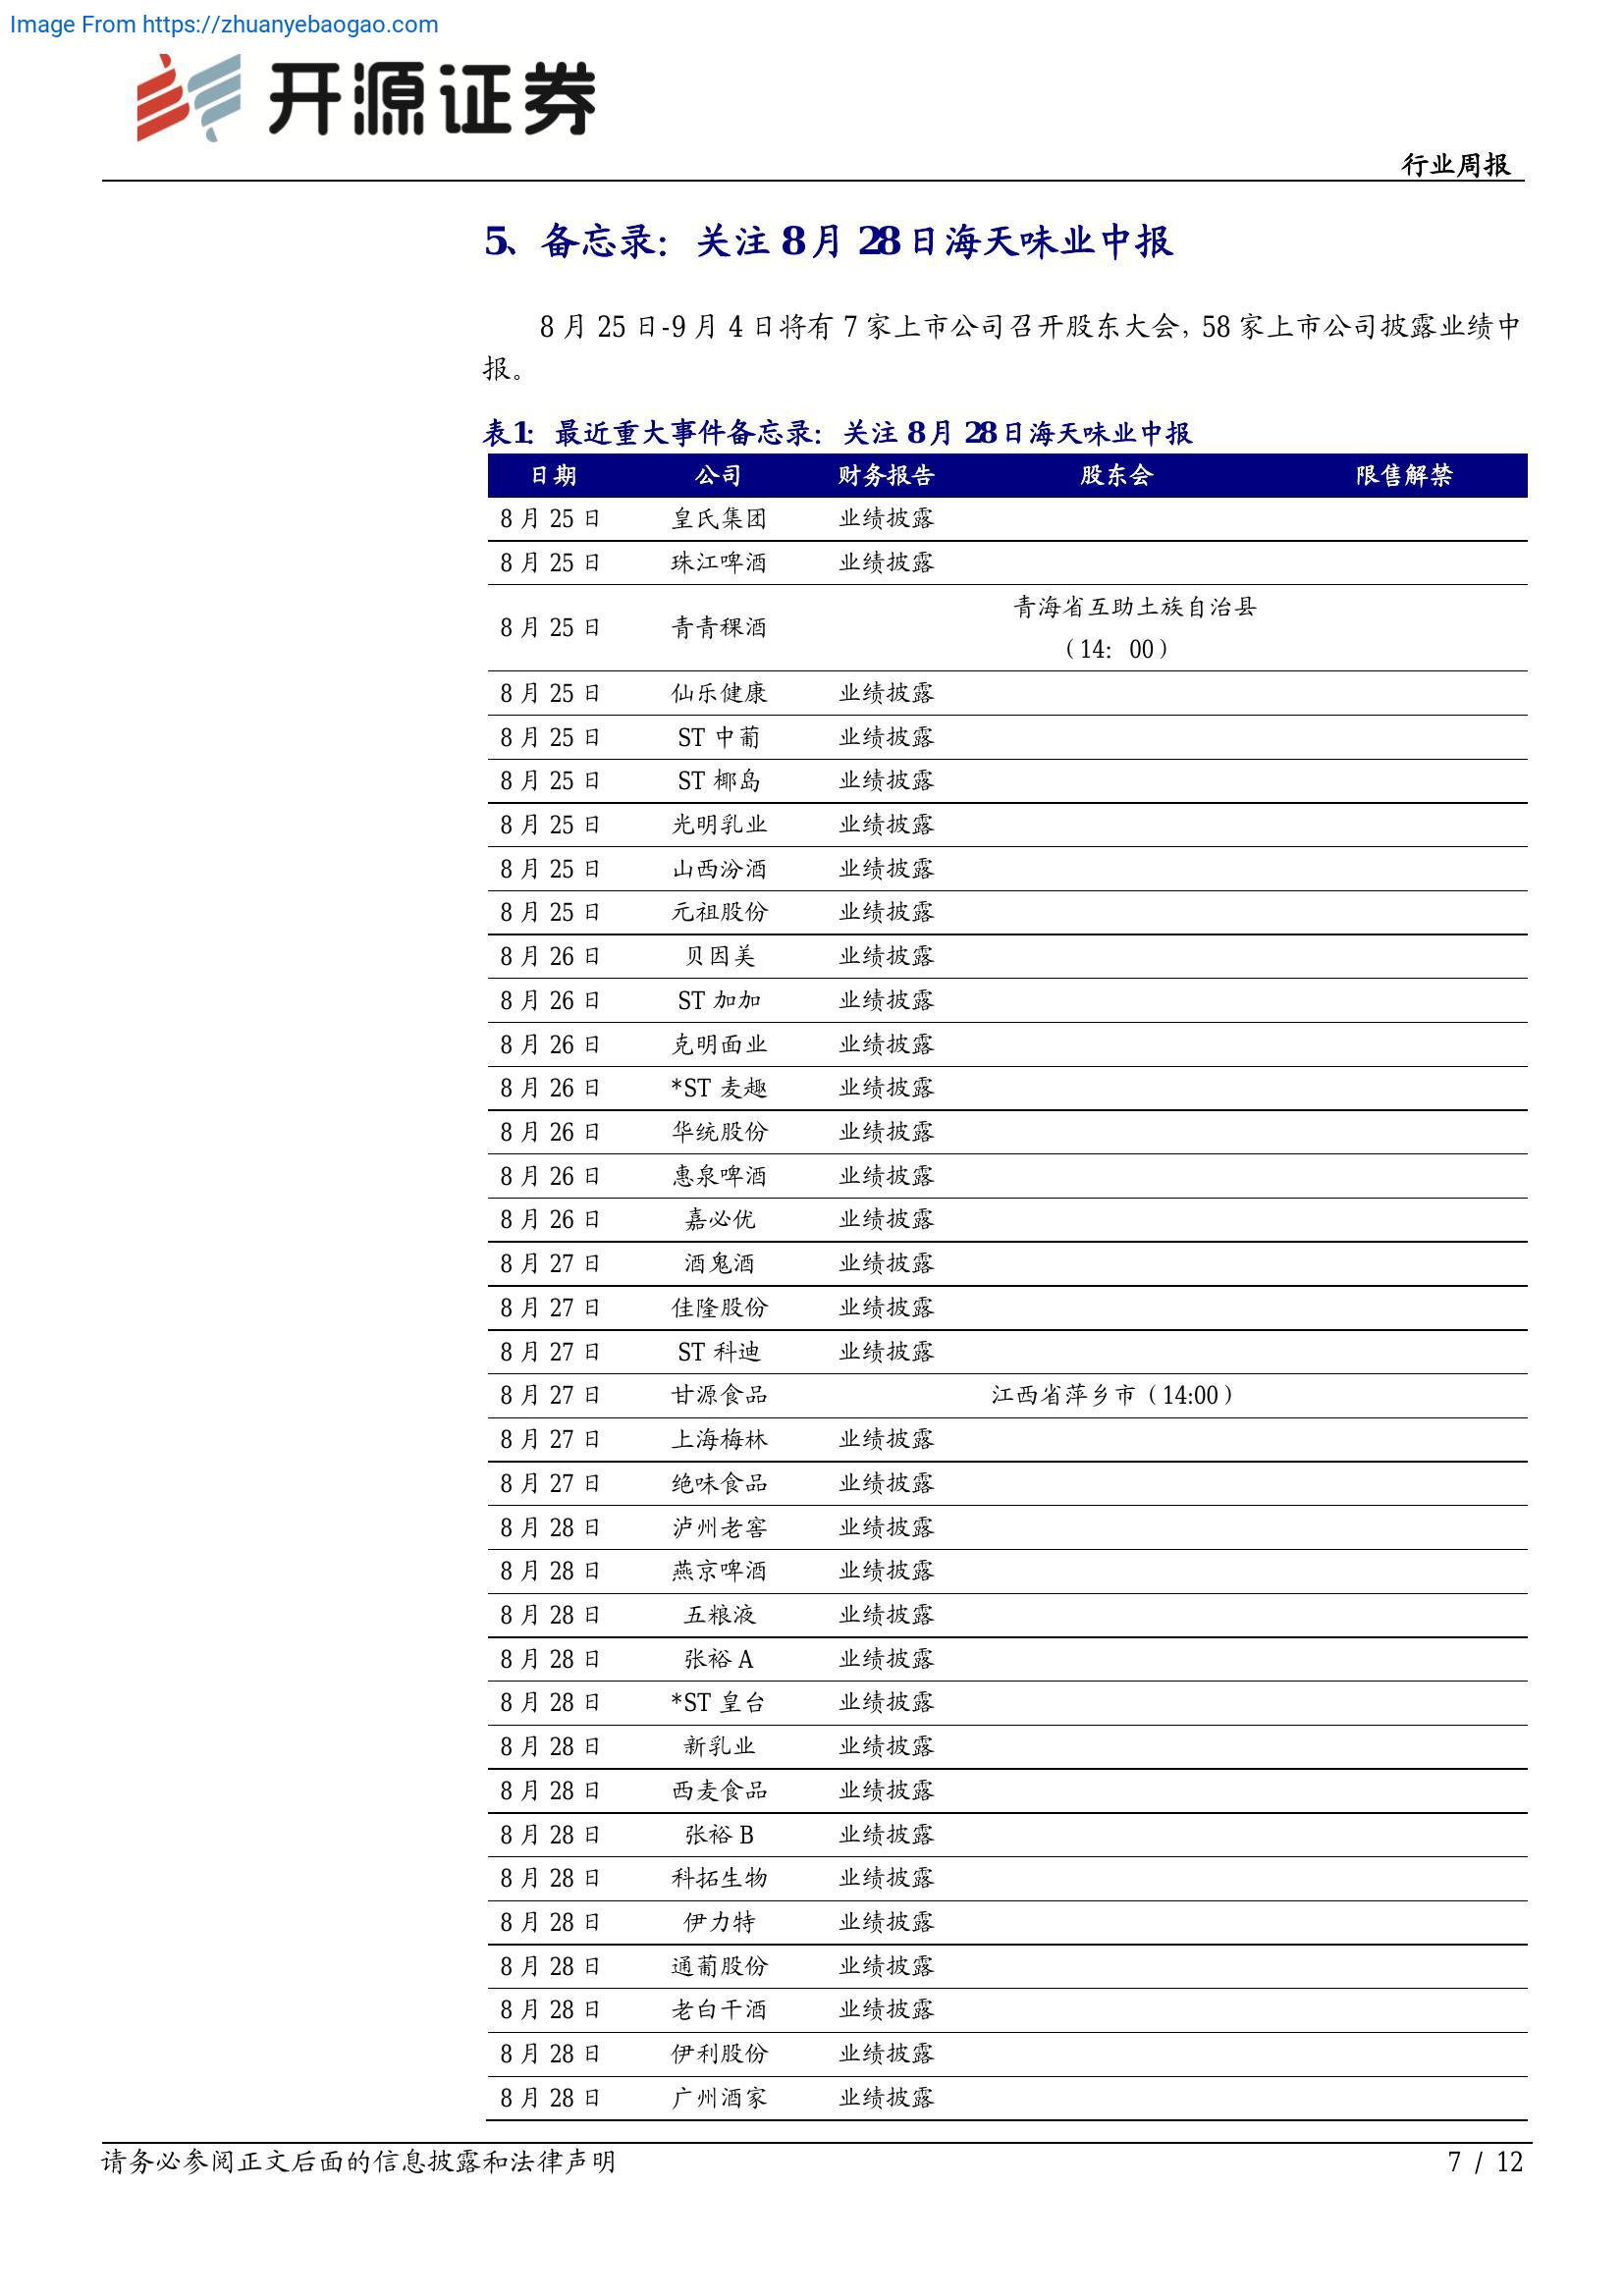 Image From https://zhuanyebaogao.com
开源证券
行业周报
5、备忘录：关注 8 月 28 日海天味业中报
8 月 25 日-9 月 4 日将有 7 家上市公司召开股东大会，58 家上市公司披露业绩中
报。
表1：最近重大事件备忘录：关注 8 月 28 日海天味业中报
日期 公司 财务报告 股东会 限售解禁
8 月 25 日 皇氏集团 业绩披露
8 月 25 日 珠江啤酒 业绩披露
8 月 25 日 青青稞酒 青海省互助土族自治县
（14：00）
8 月 25 日 仙乐健康 业绩披露
8 月 25 日 ST 中葡 业绩披露
8 月 25 日 ST 椰岛 业绩披露
8 月 25 日 光明乳业 业绩披露
8 月 25 日 山西汾酒 业绩披露
8 月 25 日 元祖股份 业绩披露
8 月 26 日 贝因美 业绩披露
8 月 26 日 ST 加加 业绩披露
8 月 26 日 克明面业 业绩披露
8 月 26 日 *ST 麦趣 业绩披露
8 月 26 日 华统股份 业绩披露
8 月 26 日 惠泉啤酒 业绩披露
8 月 26 日 嘉必优 业绩披露
8 月 27 日 酒鬼酒 业绩披露
8 月 27 日 佳隆股份 业绩披露
8 月 27 日 ST 科迪 业绩披露
8 月 27 日 甘源食品 江西省萍乡市（14:00）
8 月 27 日 上海梅林 业绩披露
8 月 27 日 绝味食品 业绩披露
8 月 28 日 泸州老窖 业绩披露
8 月 28 日 燕京啤酒 业绩披露
8 月 28 日 五粮液 业绩披露
8 月 28 日 张裕 A 业绩披露
8 月 28 日 *ST 皇台 业绩披露
8 月 28 日 新乳业 业绩披露
8 月 28 日 西麦食品 业绩披露
8 月 28 日 张裕 B 业绩披露
8 月 28 日 科拓生物 业绩披露
8 月 28 日 伊力特 业绩披露
8 月 28 日 通葡股份 业绩披露
8 月 28 日 老白干酒 业绩披露
8 月 28 日 伊利股份 业绩披露
8 月 28 日 广州酒家 业绩披露
请务必参阅正文后面的信息披露和法律声明 7 / 12